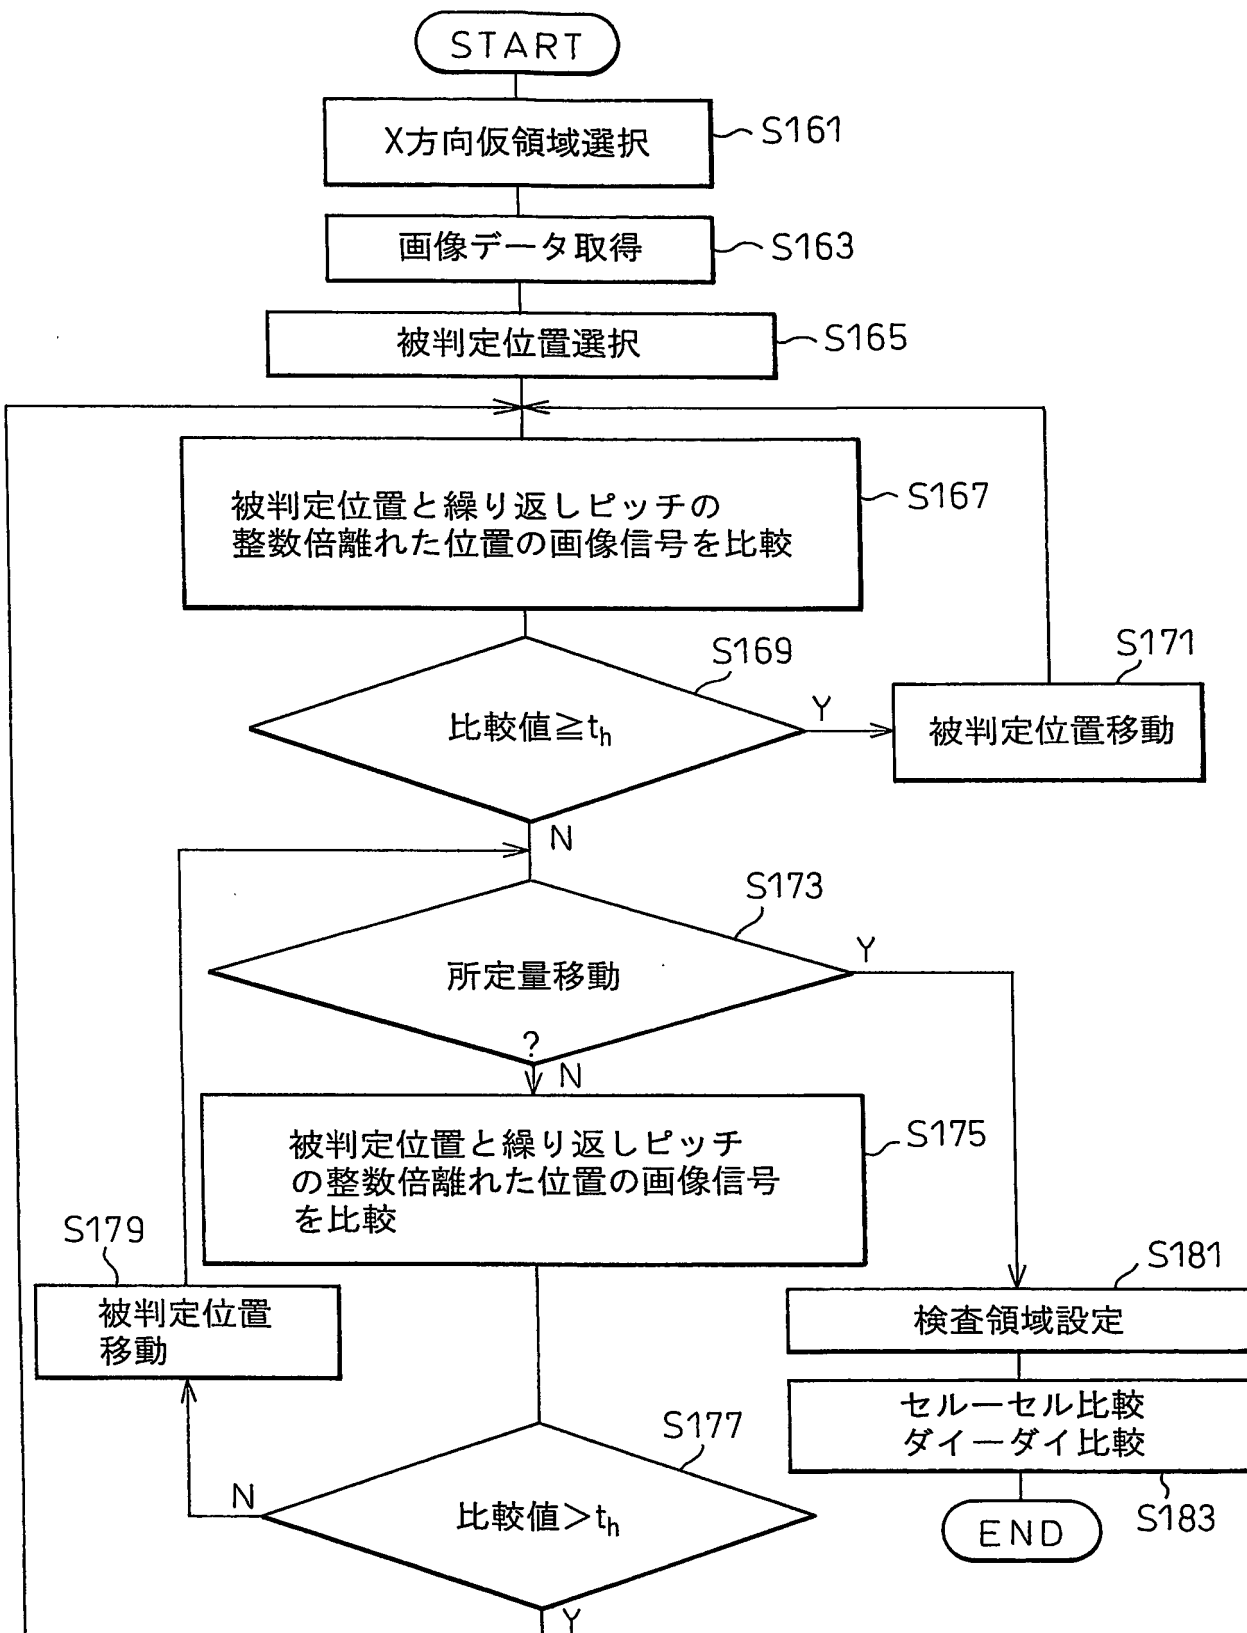 START
X方向仮領域選択
S161
画像データ取得
S163
被判定位置選択
S165
被判定位置と繰り返しピッチの
整数倍離れた位置の画像信号を比較
S167
S169
比較値≧th
Y
S171
被判定位置移動
N
S173
所定量移動
?
Y
N
被判定位置と繰り返しピッチ
の整数倍離れた位置の画像信号
を比較
S175
S179
被判定位置
移動
S181
検査領域設定
セルーセル比較
ダイーダイ比較
S183
END
S177
比較値>th
N
Y